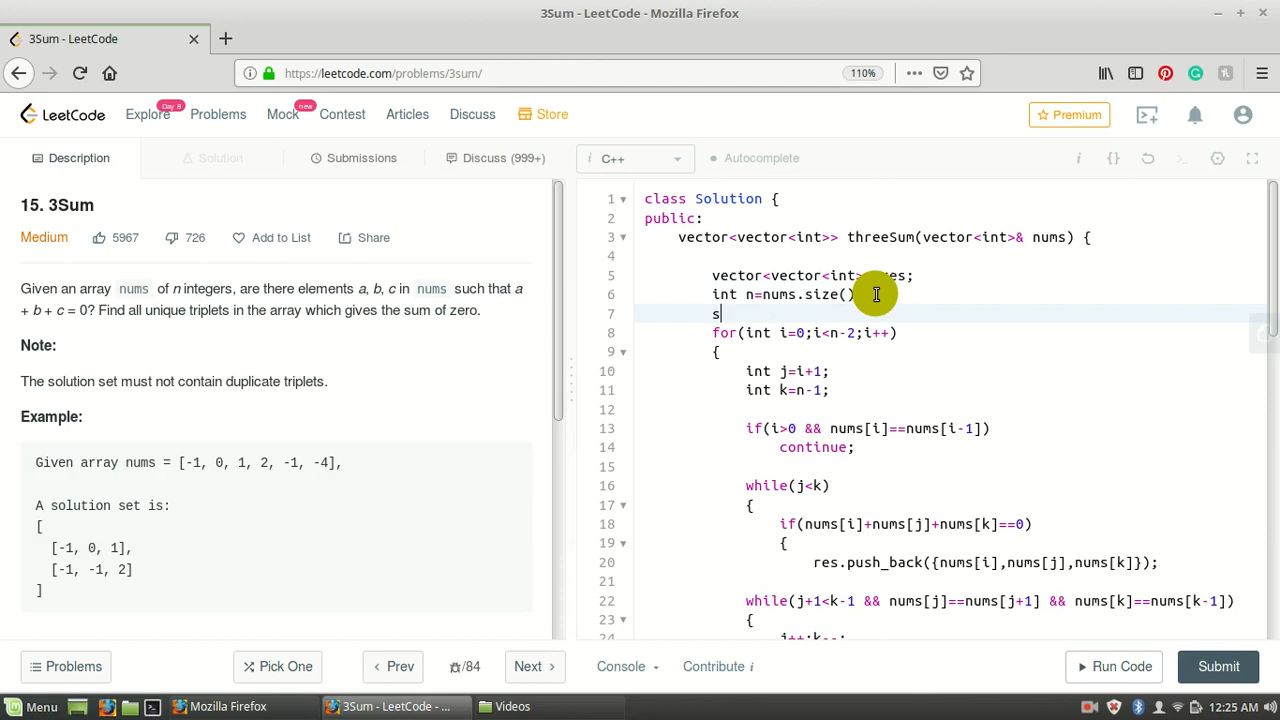 3Sum - LeetCode - Mozilla Firefox
3Sum - LeetCode
https://leetcode.com/problems/3sum/
110%
LeetCode
Explore
Day 8
Problems
Mock
new
Contest
Articles
Discuss
Store
Premium
Description
Solution
Submissions
Discuss (999+)
i C++
Autocomplete
15. 3Sum
Medium 5967 726 Add to List Share
Given an array nums of n integers, are there elements a, b, c in nums such that a
+ b + c = 0? Find all unique triplets in the array which gives the sum of zero.
Note:
The solution set must not contain duplicate triplets.
Example:
Given array nums = [-1, 0, 1, 2, -1, -4],
A solution set is:
[
[-1, 0, 1],
[-1, -1, 2]
]
1 class Solution {
2 public:
3 vector<vector<int>> threeSum(vector<int>& nums) {
4
5 vector<vector<int> es;
6 int n=nums.size()
7 s
8 for(int i=0;i<n-2;i++)
9 {
10 int j=i+1;
11 int k=n-1;
12
13 if(i>0 && nums[i]==nums[i-1])
14 continue;
15
16 while(j<k)
17 {
18 if(nums[i]+nums[j]+nums[k]==0)
19 {
20 res.push_back({nums[i],nums[j],nums[k]});
21
22 while(j+1<k-1 && nums[j]==nums[j+1] && nums[k]==nums[k-1])
23 {
24 j++;k--;
Problems
Pick One
Prev
/84
Next
Console
Contribute i
Run Code
Submit
Menu
Mozilla Firefox
3Sum - LeetCode - ...
Videos
12:25 AM